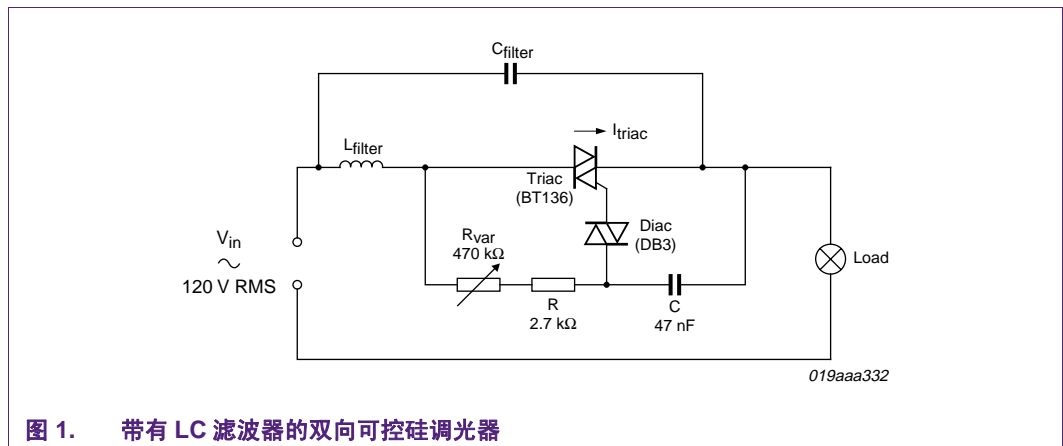 Cfilter
Itriac
Lfilter
Triac
(BT136)
Diac
(DB3)
Vin
120 V RMS
Rvar
470 kΩ
R
2.7 kΩ
C
47 nF
Load
019aaa332
图 1. 带有 LC 滤波器的双向可控硅调光器